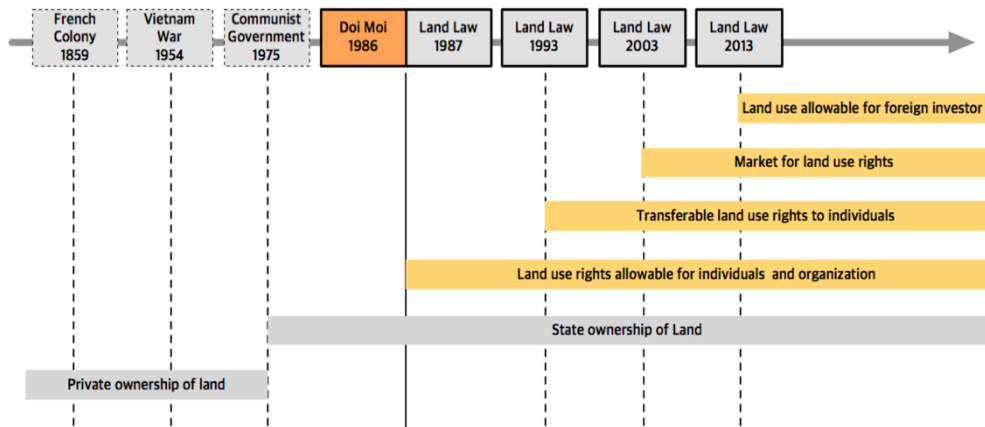 French
Colony
1859
Vietnam
War
1954
Communist
Government
1975
Doi Moi
1986
Land Law
1987
Land Law
1993
Land Law
2003
Land Law
2013
Land use allowable for foreign investor
Market for land use rights
Transferable land use rights to individuals
Land use rights allowable for individuals and organization
State ownership of Land
Private ownership of land